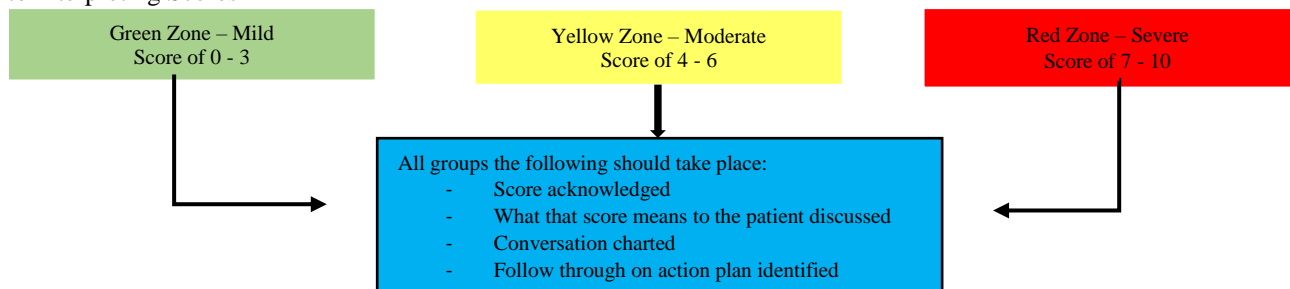 Green Zone – Mild
Score of 0 - 3
Yellow Zone – Moderate
Score of 4 - 6
Red Zone – Severe
Score of 7 - 10
All groups the following should take place:
- Score acknowledged
- What that score means to the patient discussed
- Conversation charted
- Follow through on action plan identified